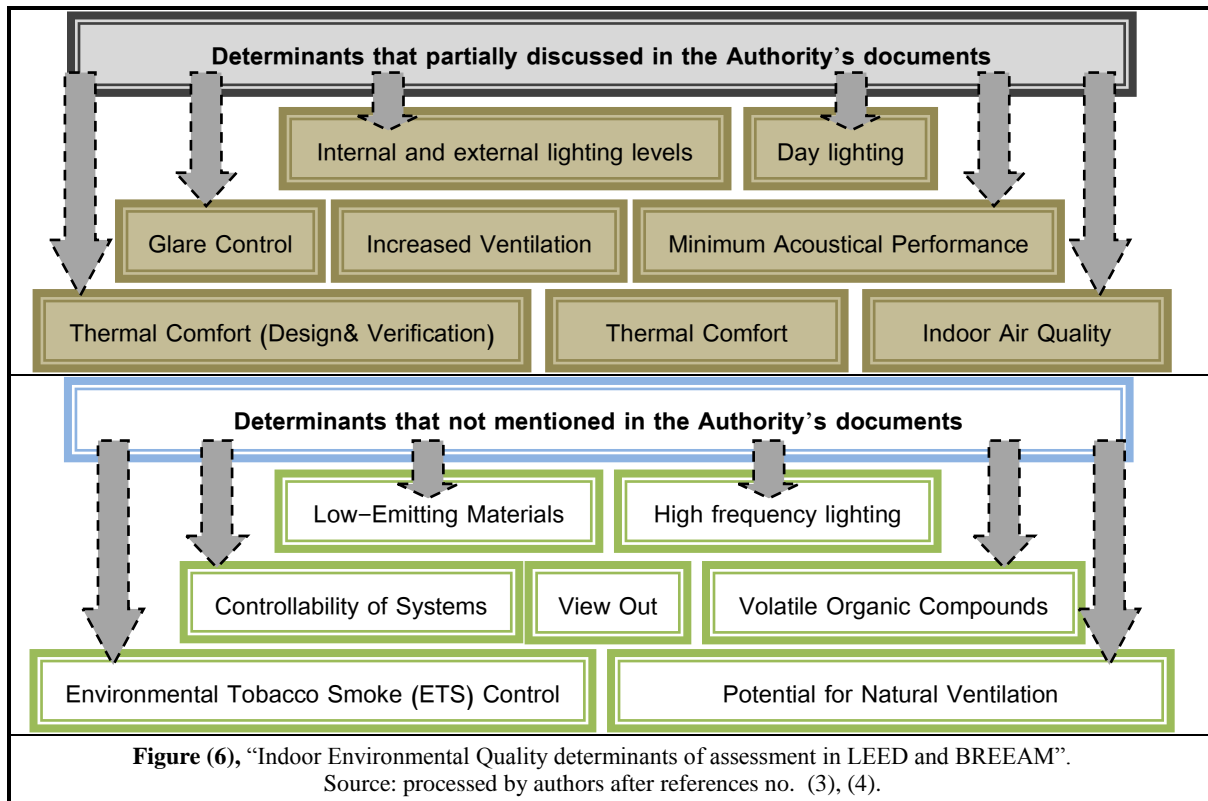 Determinants that partially discussed in the Authority's documents
Internal and external lighting levels
Day lighting
Glare Control
Increased Ventilation
Minimum Acoustical Performance
Thermal Comfort (Design& Verification)
Thermal Comfort
Indoor Air Quality
Determinants that not mentioned in the Authority's documents
Low-Emitting Materials
High frequency lighting
Controllability of Systems
View Out
Volatile Organic Compounds
Environmental Tobacco Smoke (ETS) Control
Potential for Natural Ventilation
Figure (6), “Indoor Environmental Quality determinants of assessment in LEED and BREEAM”.
Source: processed by authors after references no. (3), (4).